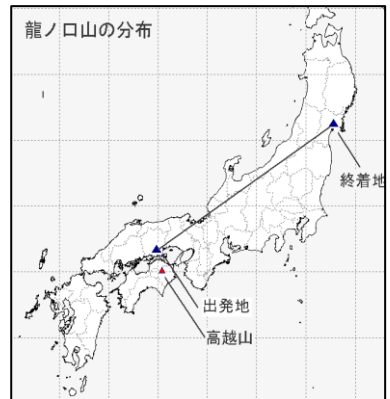 龍ノ口山の分布
終着地
出発地
高越山